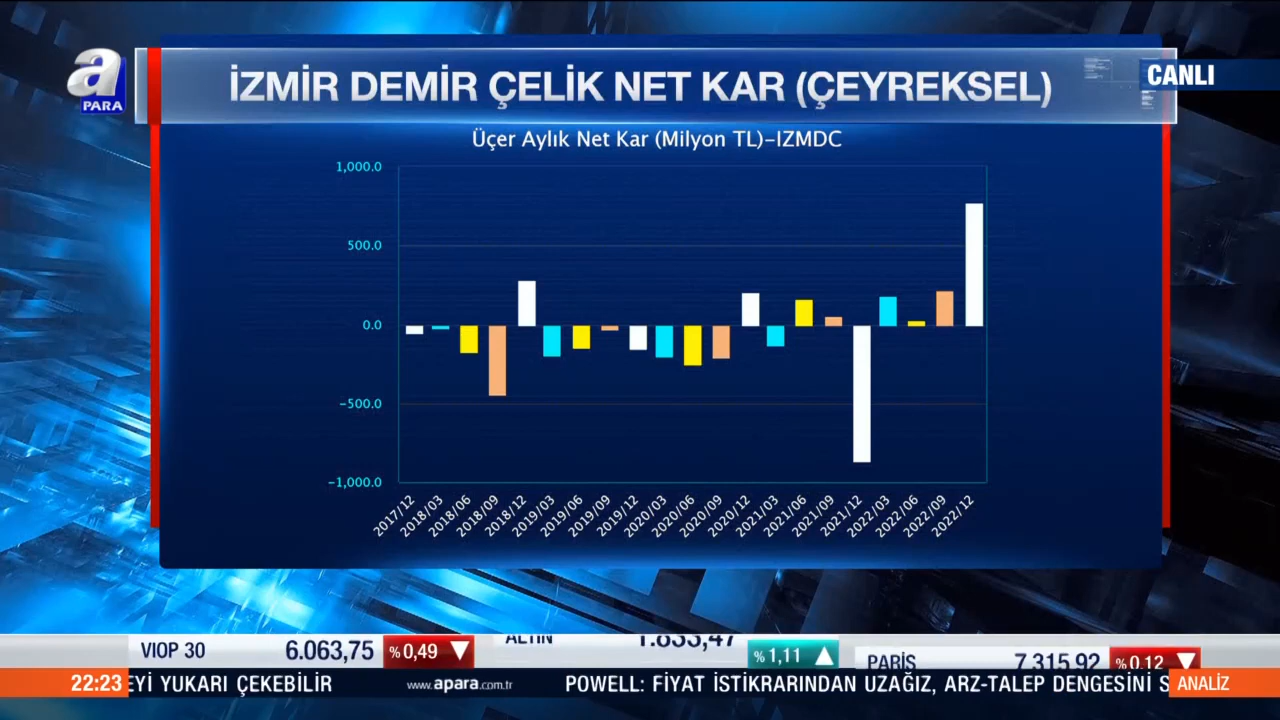 a
PARA
İZMİR DEMİR ÇELİK NET KAR (ÇEYREKSEL)
CANLI
Üçer Aylık Net Kar (Milyon TL)-IZMDC
1,000.0
500.0
0.0
-500.0
-1,000.0
2017/12
2018/03
2018/06
2018/09
2018/12
2019/03
2019/06
2019/09
2019/12
2020/03
2020/06
2020/09
2020/12
2021/03
2021/06
2021/09
2021/12
2022/03
2022/06
2022/09
2022/12
VIOP 30 6.063,75 %0,49
ALTIN 1.833,47 %1,11
PARİS 7.315,92 %0,12
22:23 EYİ YUKARI ÇEKEBİLİR www.apara.com.tr POWELL: FİYAT İSTİKRARINDAN UZAĞIZ, ARZ-TALEP DENGESİNİ S ANALİZ